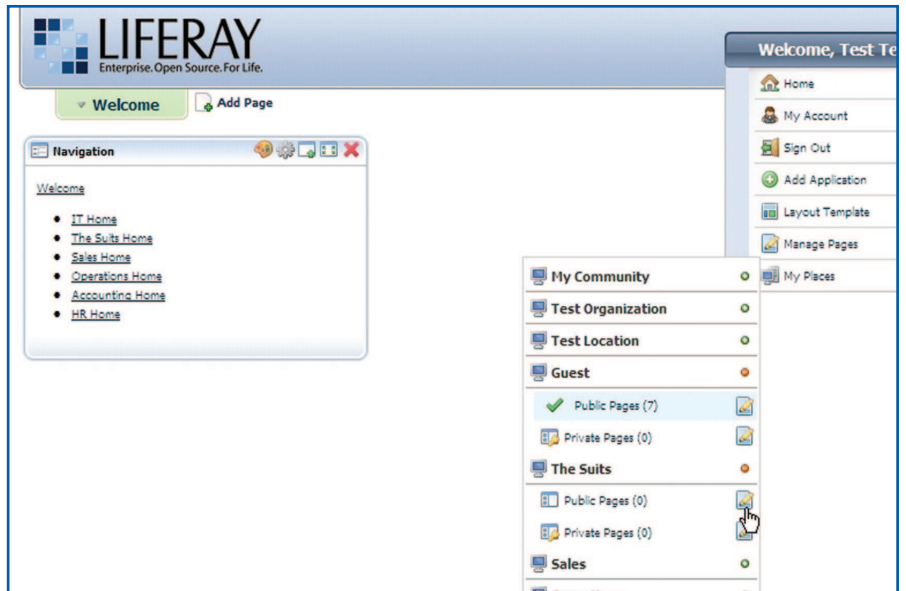 LIFERAY
Enterprise. Open Source. For Life.
Welcome, Test Te
Home
My Account
Sign Out
Add Application
Layout Template
Manage Pages
My Places
Welcome
Add Page
Navigation
Welcome
IT Home
The Suits Home
Sales Home
Operations Home
Accounting Home
HR Home
My Community
Test Organization
Test Location
Guest
Public Pages (7)
Private Pages (0)
The Suits
Public Pages (0)
Private Pages (0)
Sales